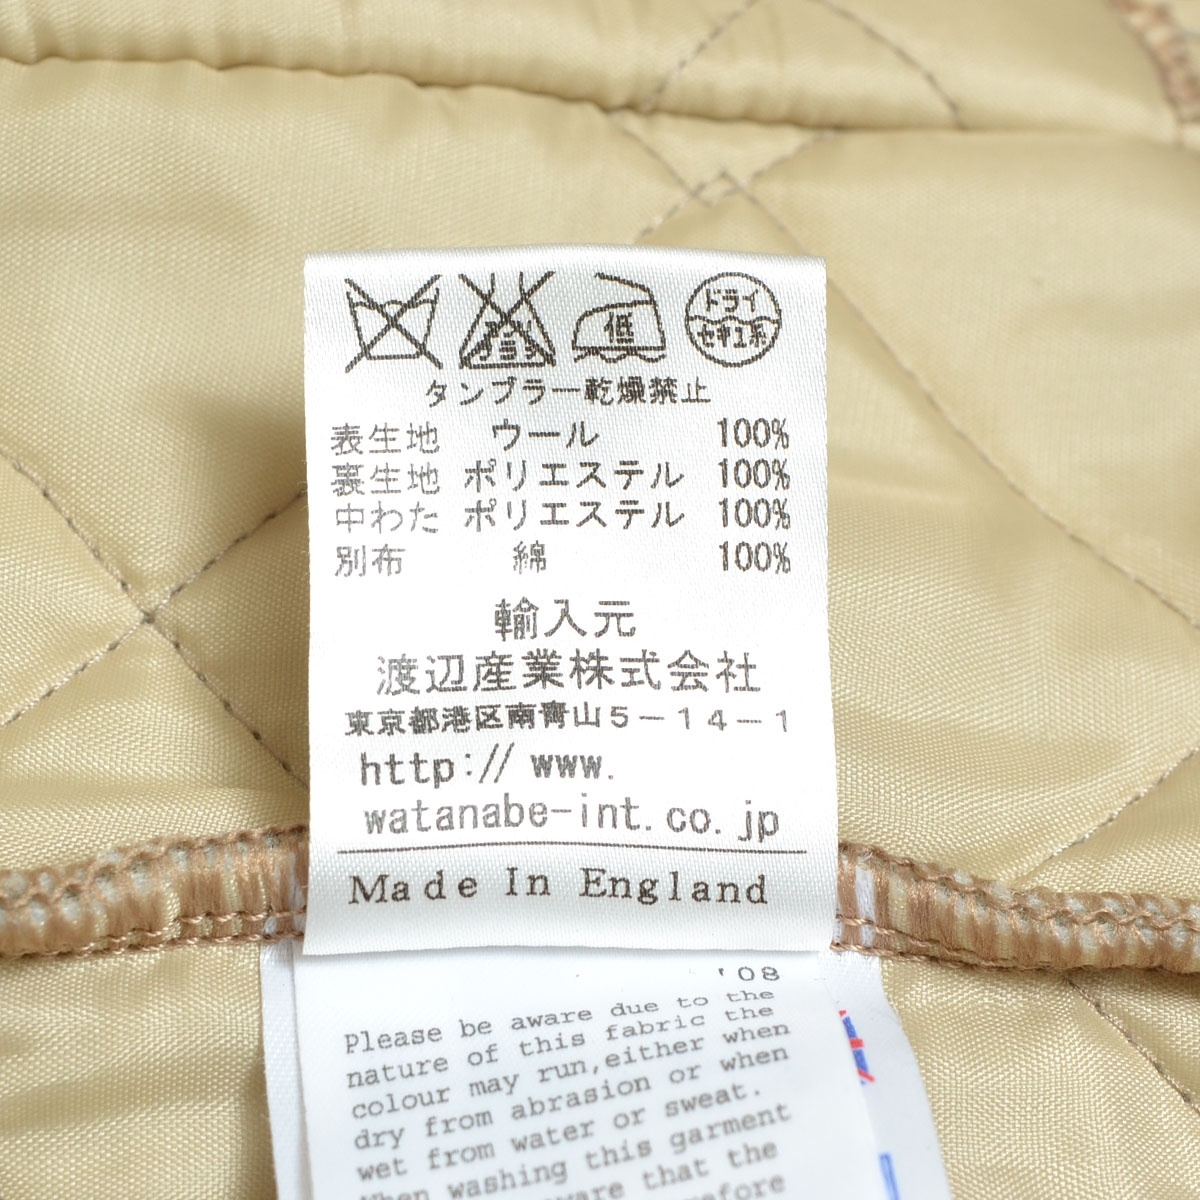 低
ドライ
セキユ系
タンブラー乾燥禁止
表生地 ウール 100%
裏生地 ポリエステル 100%
中わた ポリエステル 100%
別布 綿 100%
輸入元
渡辺産業株式会社
東京都港区南青山5-14-1
http://www.
watanabe-int.co.jp
Made In England
'08
Please be aware due to the
nature of this fabric the
colour may run,either when
dry from abrasion or when
wet from water or sweat.
When washing this garment
aware that the